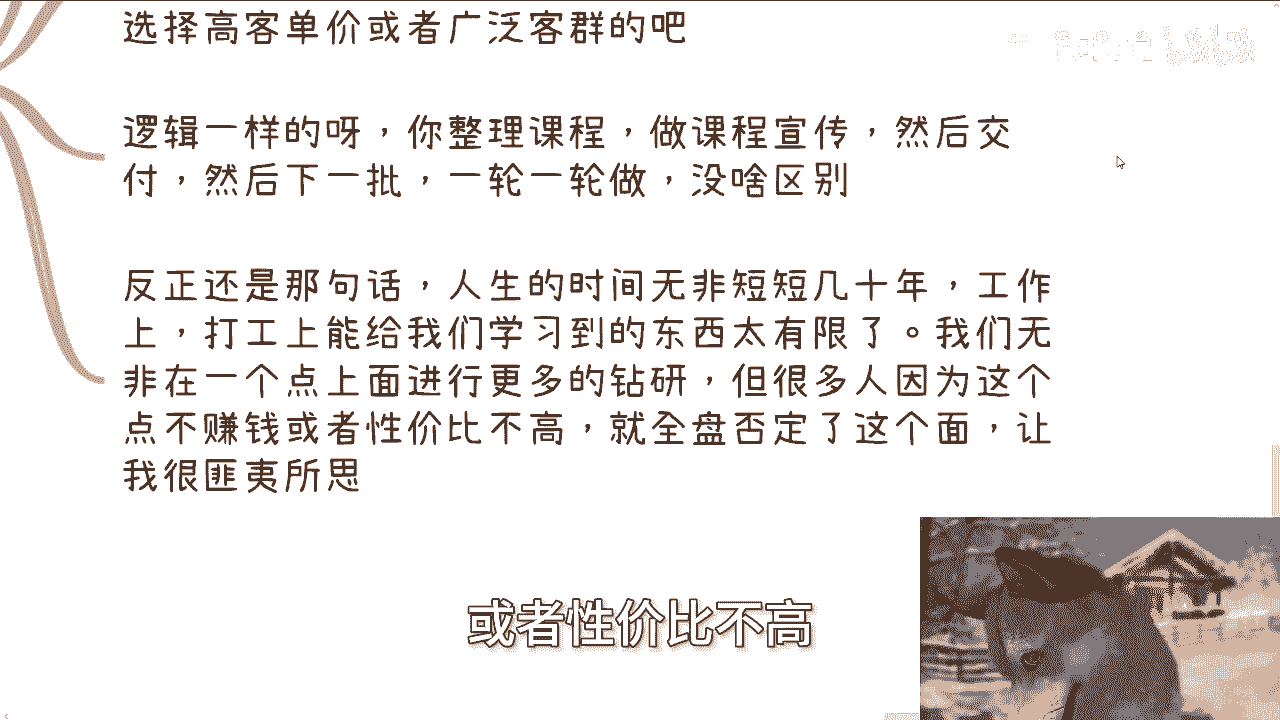 选择高客单价或者广泛客群的吧
逻辑一样的呀，你整理课程，做课程宣传，然后交
付，然后下一批，一轮一轮做，没啥区别
反正还是那句话，人生的时间无非短短几十年，工作
上，打工上能给我们学习到的东西太有限了。我们无
非在一个点上面进行更多的钻研，但很多人因为这个
点不赚钱或者性价比不高，就全盘否定了这个面，让
我很匪夷所思
或者性价比不高